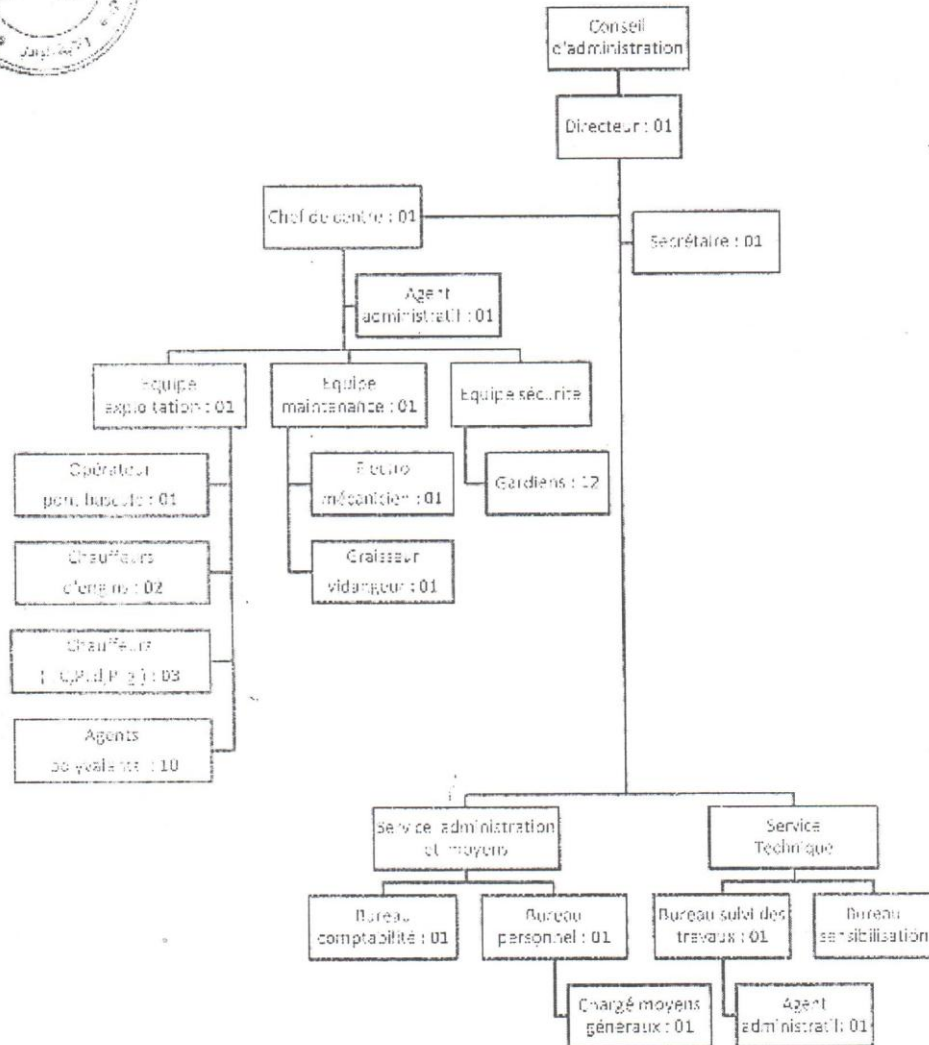 Conseil
d'administration
Directeur : 01
Chef de centre : 01
Secrétaire : 01
Agent
administratif : 01
Equipe
exploitation : 01
Equipe
maintenance : 01
Equipe sécurité
Opérateur
pont bascule : 01
Electro
mécanicien : 01
Gardiens : 12
Chauffeurs
d'engins : 02
Graisseur
vidangeur : 01
Chauffeurs
: 03
Agents
polyvalents : 10
Service administration
et moyens
Service
Technique
Bureau
comptabilité : 01
Bureau
personnel : 01
Bureau suivi des
travaux : 01
Bureau
sensibilisation
Chargé moyens
généraux : 01
Agent
administratif: 01